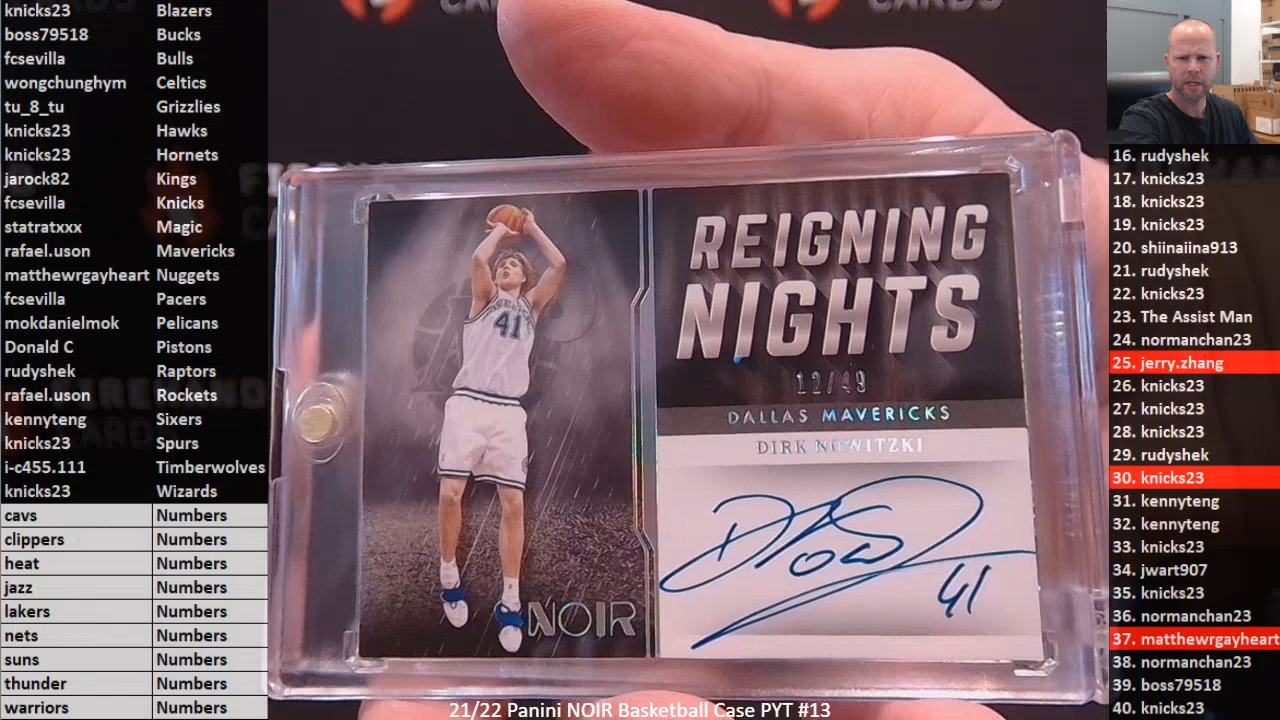 knicks23 Blazers
boss79518 Bucks
fcsevilla Bulls
wongchunghym Celtics
tu_8_tu Grizzlies
knicks23 Hawks
knicks23 Hornets
jarock82 Kings
fcsevilla Knicks
statratxxx Magic
rafael.uson Mavericks
matthewrgayheart Nuggets
fcsevilla Pacers
mokdanielmok Pelicans
Donald C Pistons
rudyshek Raptors
rafael.uson Rockets
kennyteng Sixers
knicks23 Spurs
i-c455.111 Timberwolves
knicks23 Wizards
cavs Numbers
clippers Numbers
heat Numbers
jazz Numbers
lakers Numbers
nets Numbers
suns Numbers
thunder Numbers
warriors Numbers
CARDS
41
NOIR
REIGNING
NIGHTS
12/49
DALLAS MAVERICKS
DIRK NOWITZKI
41
21/22 Panini NOIR Basketball Case PYT #13
16. rudyshek
17. knicks23
18. knicks23
19. knicks23
20. shiinaiina913
21. rudyshek
22. knicks23
23. The Assist Man
24. normanchan23
25. jerry.zhang
26. knicks23
27. knicks23
28. knicks23
29. rudyshek
30. knicks23
31. kennyteng
32. kennyteng
33. knicks23
34. jwart907
35. knicks23
36. normanchan23
37. matthewrgayheart
38. normanchan23
39. boss79518
40. knicks23